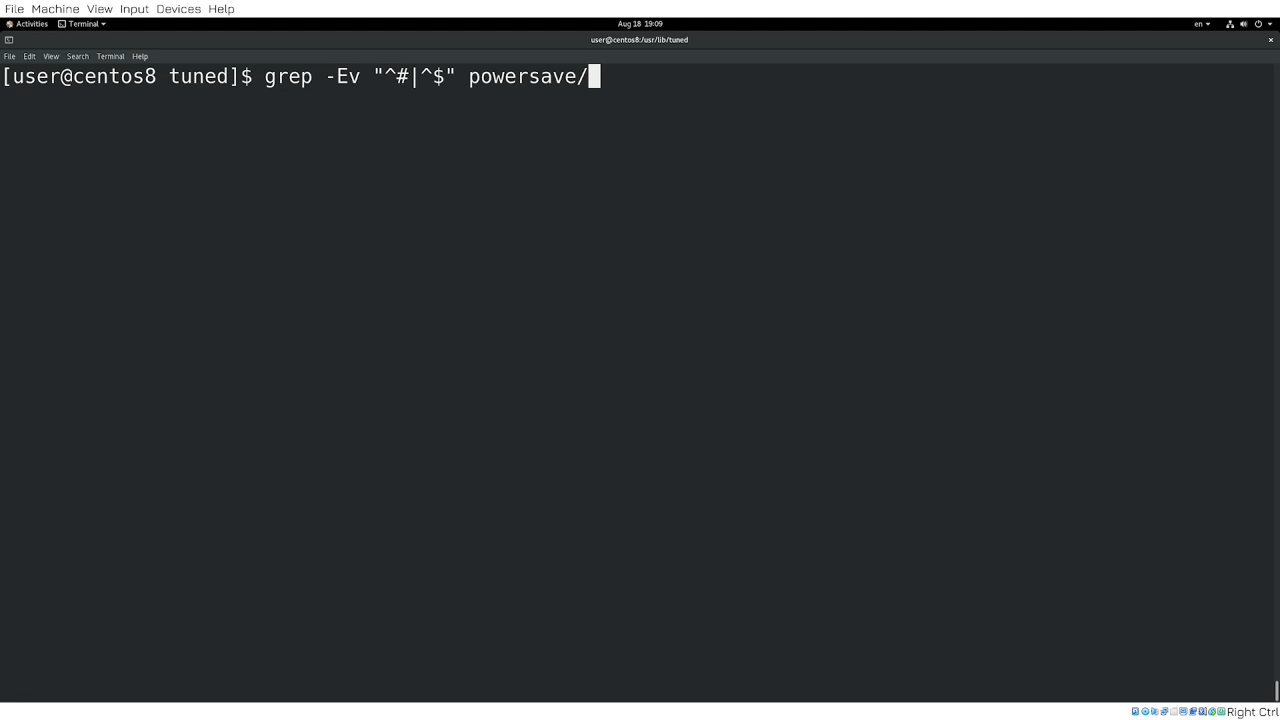 File Machine View Input Devices Help
Activities Terminal Aug 18 19:09 en
user@centos8:/usr/lib/tuned
File Edit View Search Terminal Help
[user@centos8 tuned]$ grep -Ev "^#|^$" powersave/
Right Ctrl